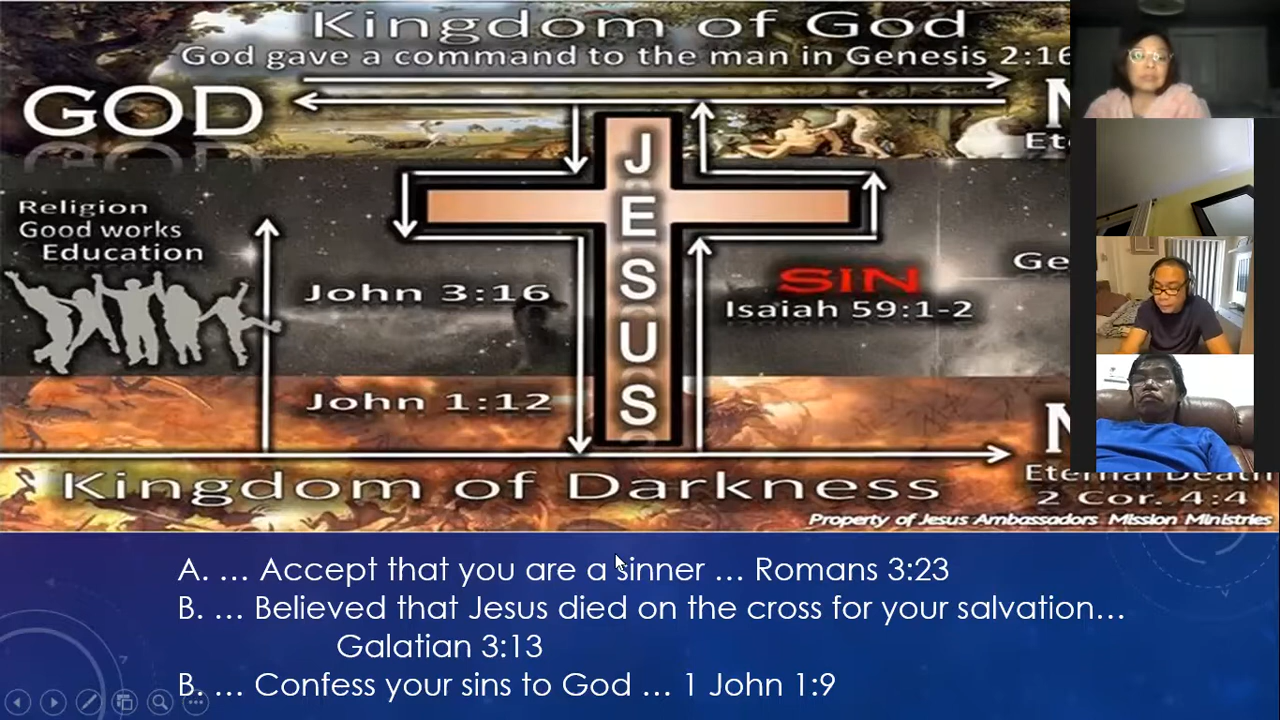 Kingdom of God
God gave a command to the man in Genesis 2:16
GOD
Religion
Good works
Education
JESUS
John 3:16
SIN
Isaiah 59:1-2
John 1:12
Kingdom of Darkness
Eternal Death
2 Cor. 4:4
Property of Jesus Ambassadors Mission Ministries
A. … Accept that you are a sinner … Romans 3:23
B. … Believed that Jesus died on the cross for your salvation…
Galatian 3:13
B. … Confess your sins to God … 1 John 1:9